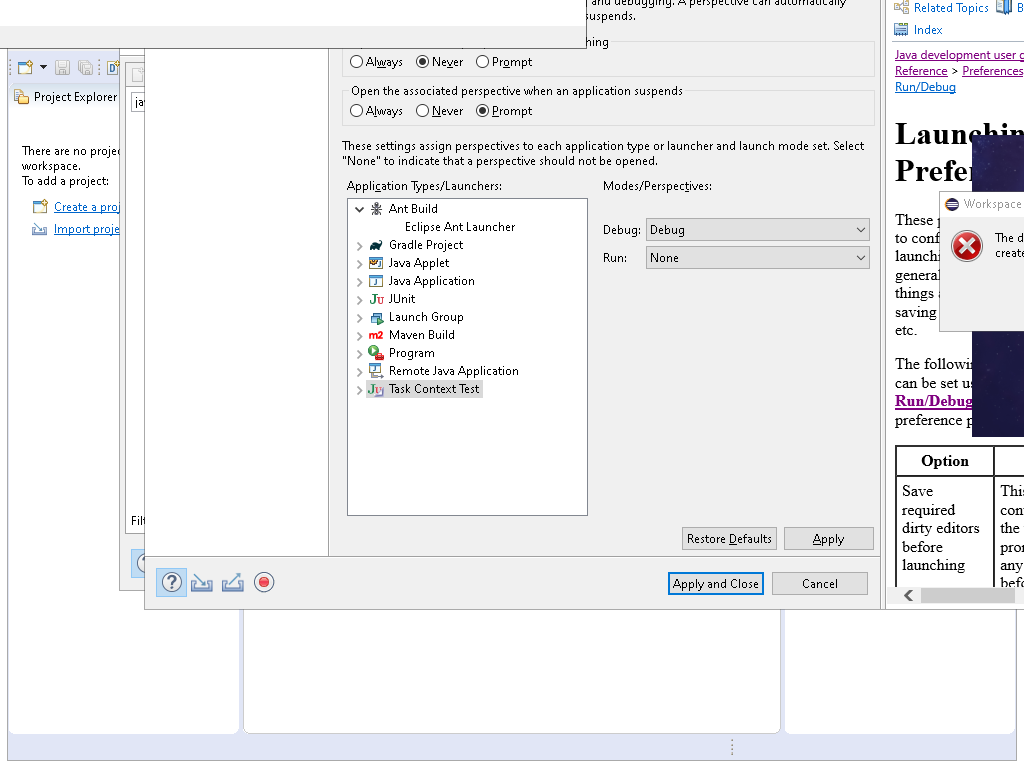 and debugging. A perspective can automatically
suspends.
hing
Always Never Prompt
Open the associated perspective when an application suspends
Always Never Prompt
These settings assign perspectives to each application type or launcher and launch mode set. Select
"None" to indicate that a perspective should not be opened.
Application Types/Launchers:
Modes/Perspectives:
Ant Build
Eclipse Ant Launcher
Gradle Project
Java Applet
Java Application
JUnit
Launch Group
Maven Build
Program
Remote Java Application
Task Context Test
Debug: Debug
Run: None
Restore Defaults
Apply
Apply and Close
Cancel
Project Explorer
There are no proje
workspace.
To add a project:
Create a proj
Import proje
ja
Filt
Related Topics
B
Index
Java development user g
Reference > Preferences
Run/Debug
Launchin
Prefe
These p
to conf
launchi
general
things a
saving
etc.
The followi
can be set us
Run/Debug
preference p
Option
Save
required
dirty editors
before
launching
This
con
the
pro
any
befo
Workspace
The d
create